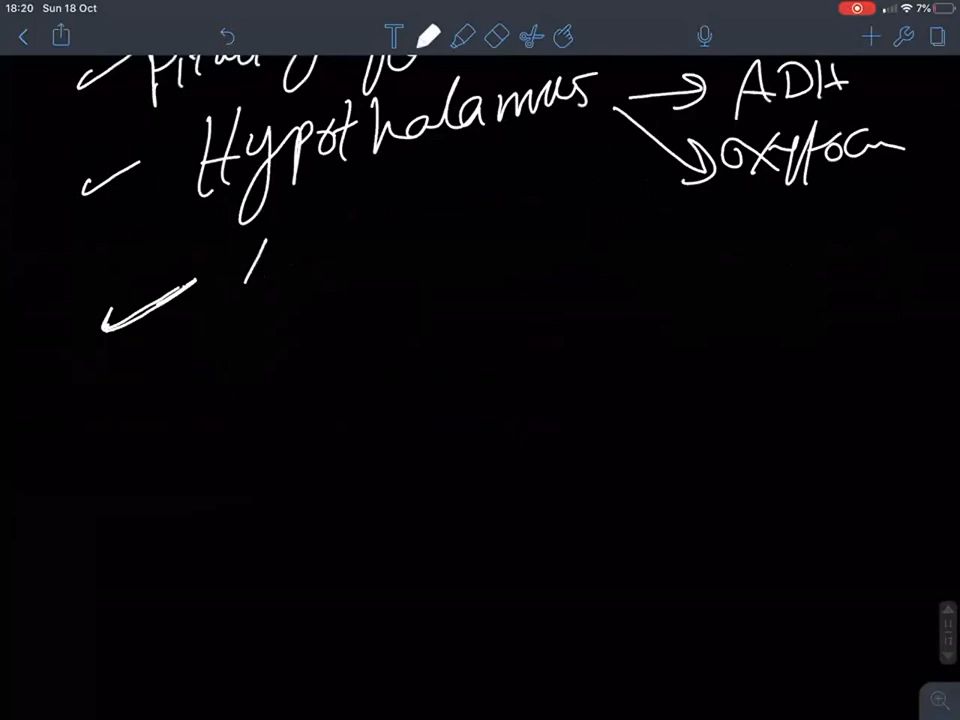 18:20 Sun 18 Oct 7%
T
Hypothalamus → ADH
oxytocin